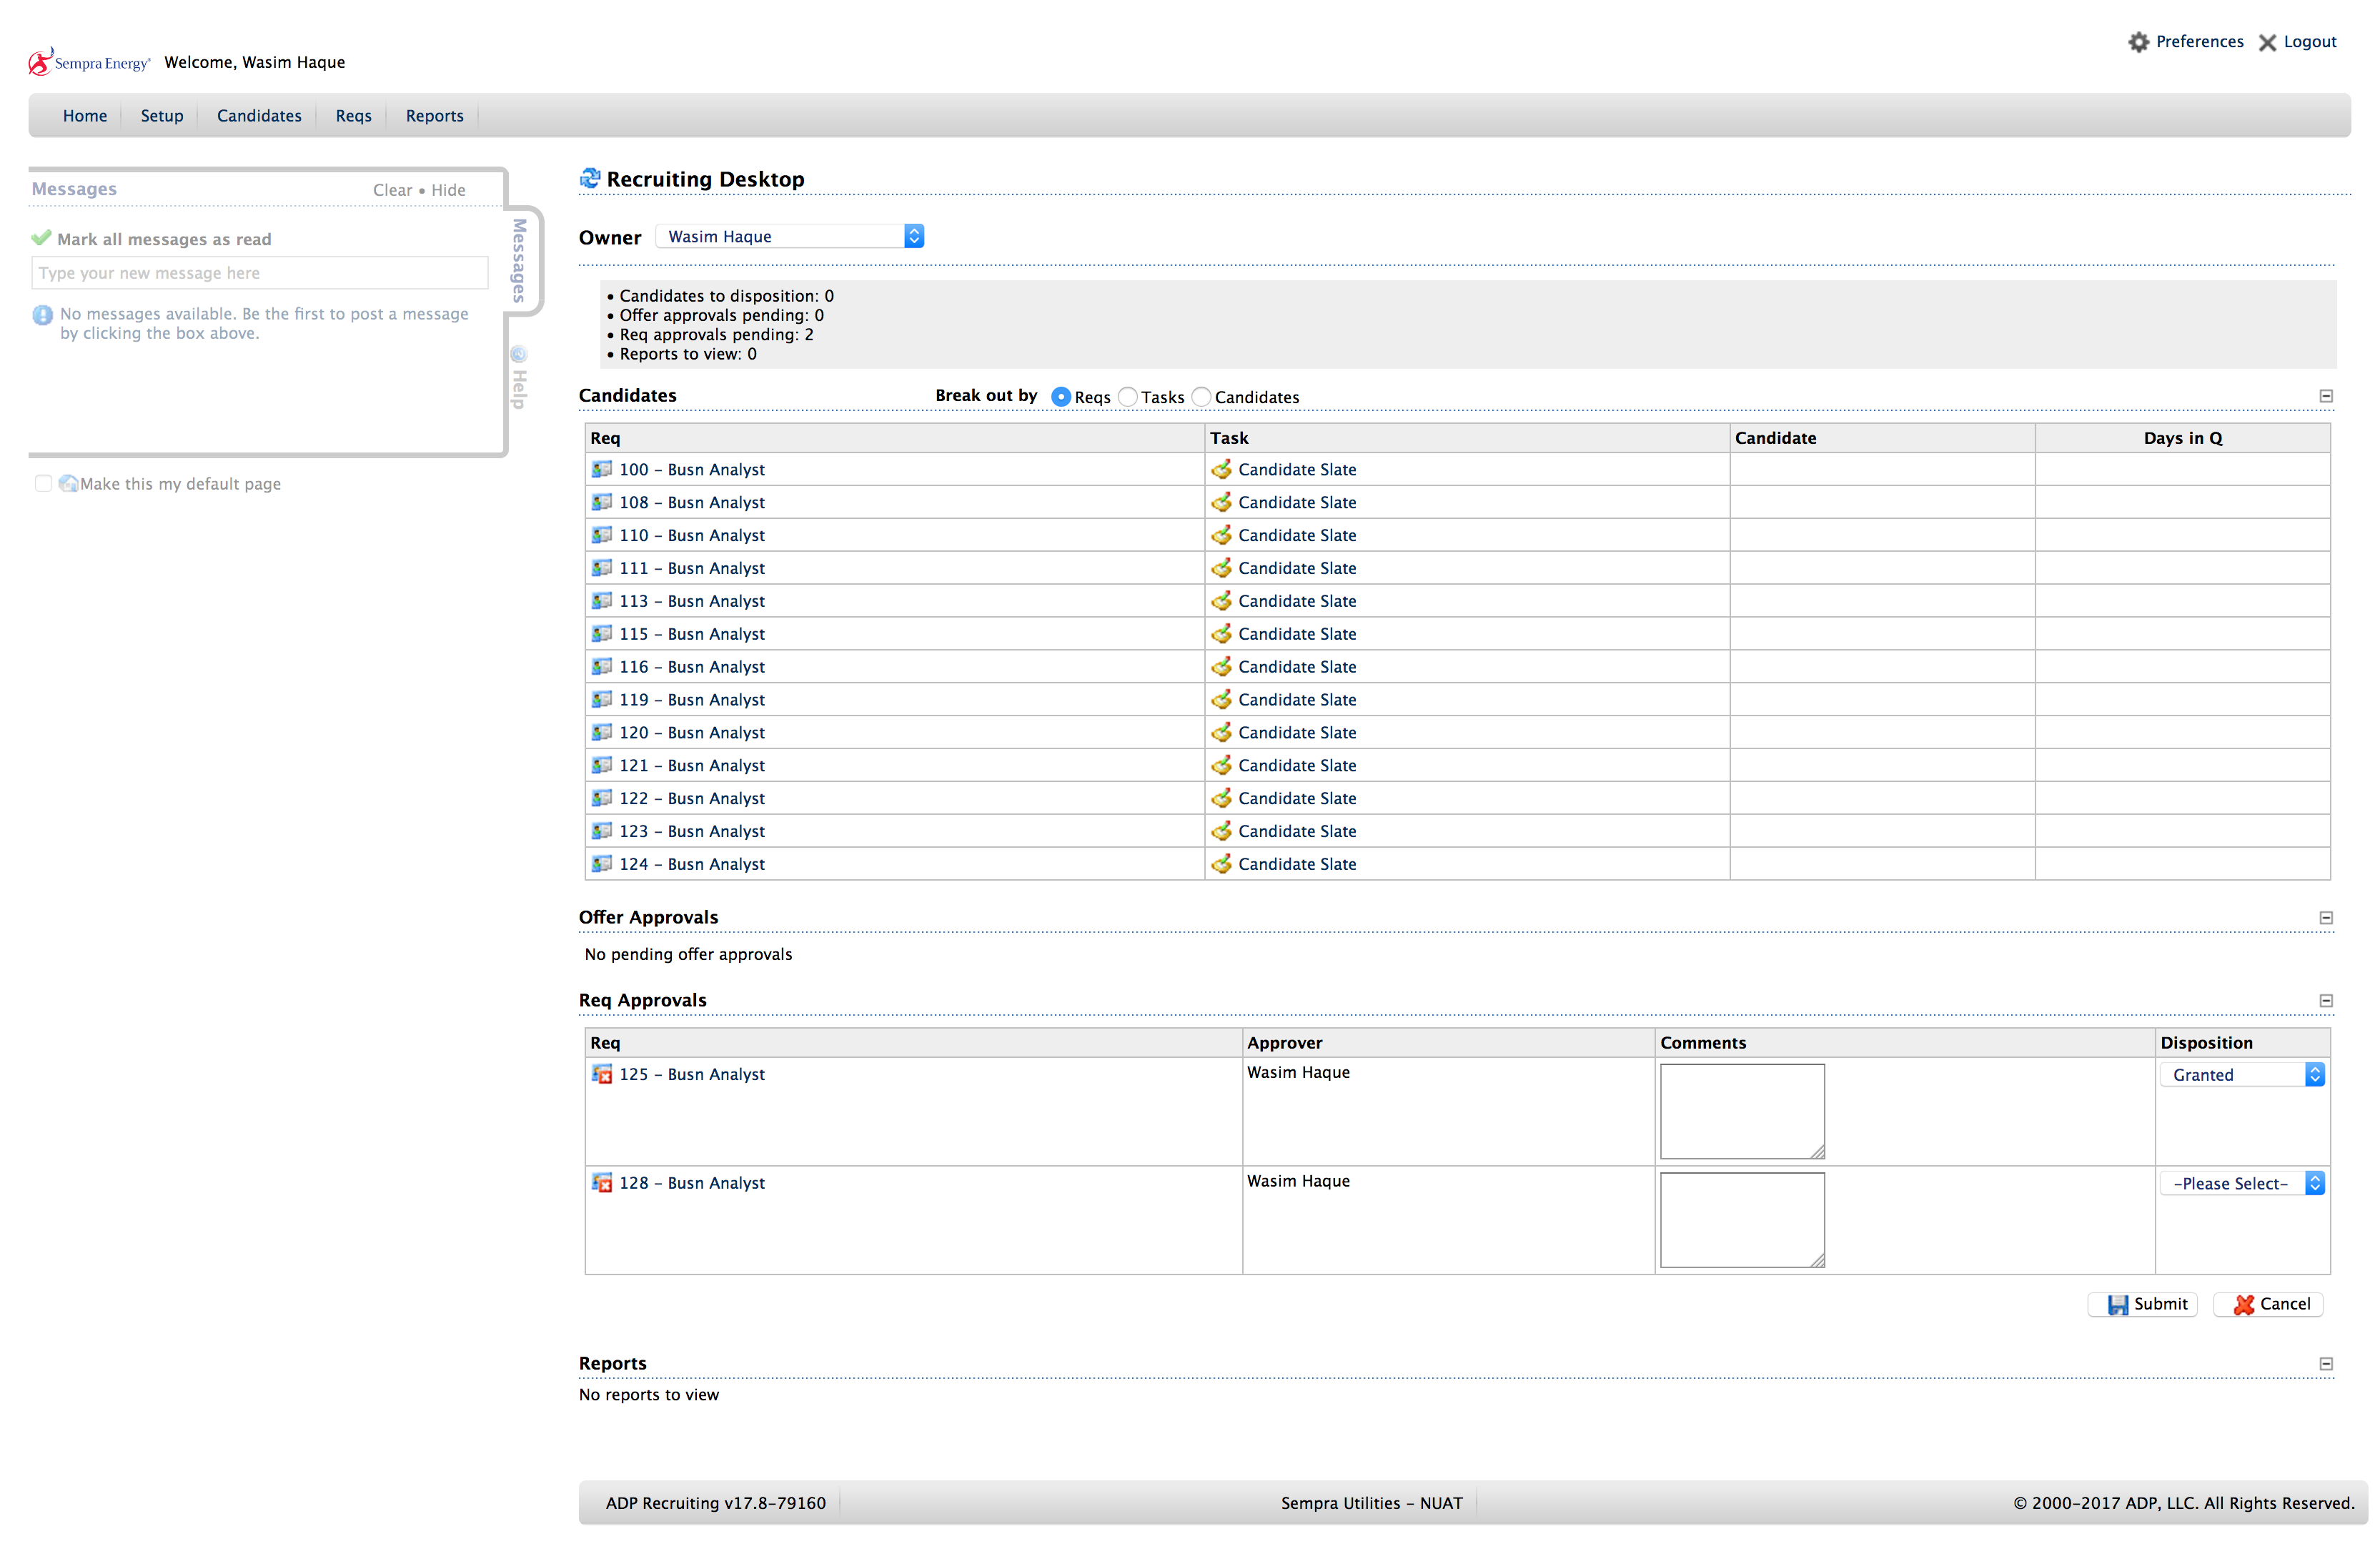 Preferences Logout
Sempra Energy® Welcome, Wasim Haque
Home Setup Candidates Reqs Reports
Messages Clear • Hide
Mark all messages as read
Type your new message here
No messages available. Be the first to post a message
by clicking the box above.
Messages
Help
Make this my default page
Recruiting Desktop
Owner Wasim Haque
• Candidates to disposition: 0
• Offer approvals pending: 0
• Req approvals pending: 2
• Reports to view: 0
Candidates Break out by Reqs Tasks Candidates
Req Task Candidate Days in Q
100 – Busn Analyst Candidate Slate
108 – Busn Analyst Candidate Slate
110 – Busn Analyst Candidate Slate
111 – Busn Analyst Candidate Slate
113 – Busn Analyst Candidate Slate
115 – Busn Analyst Candidate Slate
116 – Busn Analyst Candidate Slate
119 – Busn Analyst Candidate Slate
120 – Busn Analyst Candidate Slate
121 – Busn Analyst Candidate Slate
122 – Busn Analyst Candidate Slate
123 – Busn Analyst Candidate Slate
124 – Busn Analyst Candidate Slate
Offer Approvals
No pending offer approvals
Req Approvals
Req Approver Comments Disposition
125 – Busn Analyst Wasim Haque Granted
128 – Busn Analyst Wasim Haque –Please Select–
Submit Cancel
Reports
No reports to view
ADP Recruiting v17.8–79160 Sempra Utilities – NUAT © 2000–2017 ADP, LLC. All Rights Reserved.